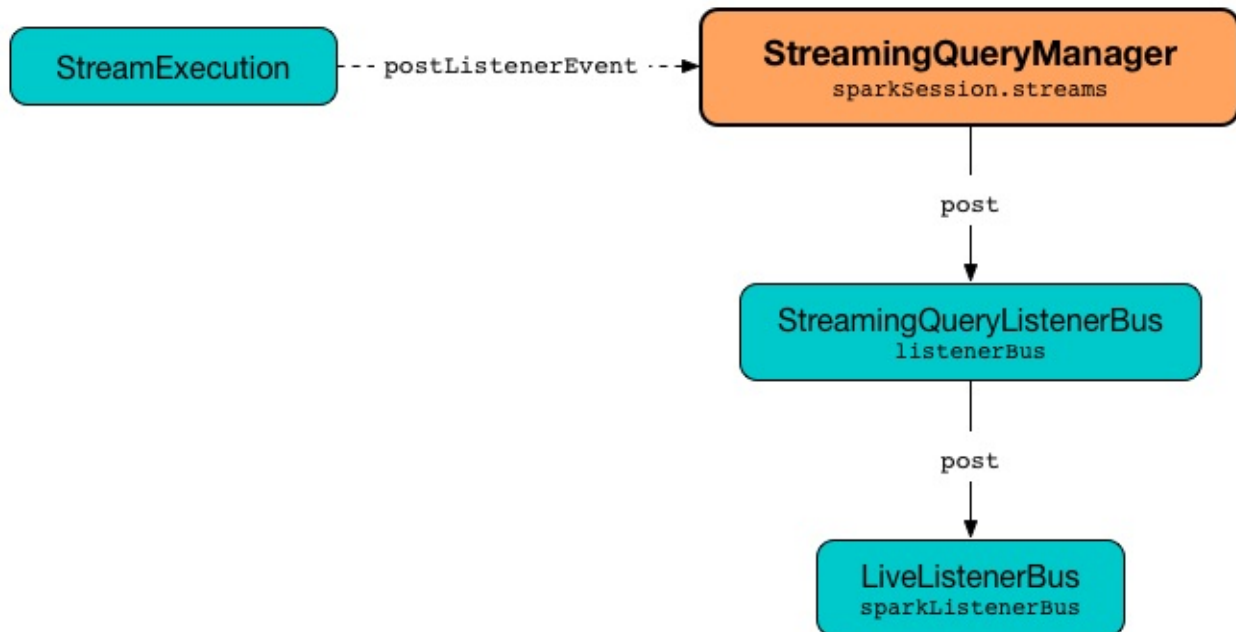 StreamExecution
postListenerEvent
StreamingQueryManager
sparkSession.streams
post
StreamingQueryListenerBus
listenerBus
post
LiveListenerBus
sparkListenerBus